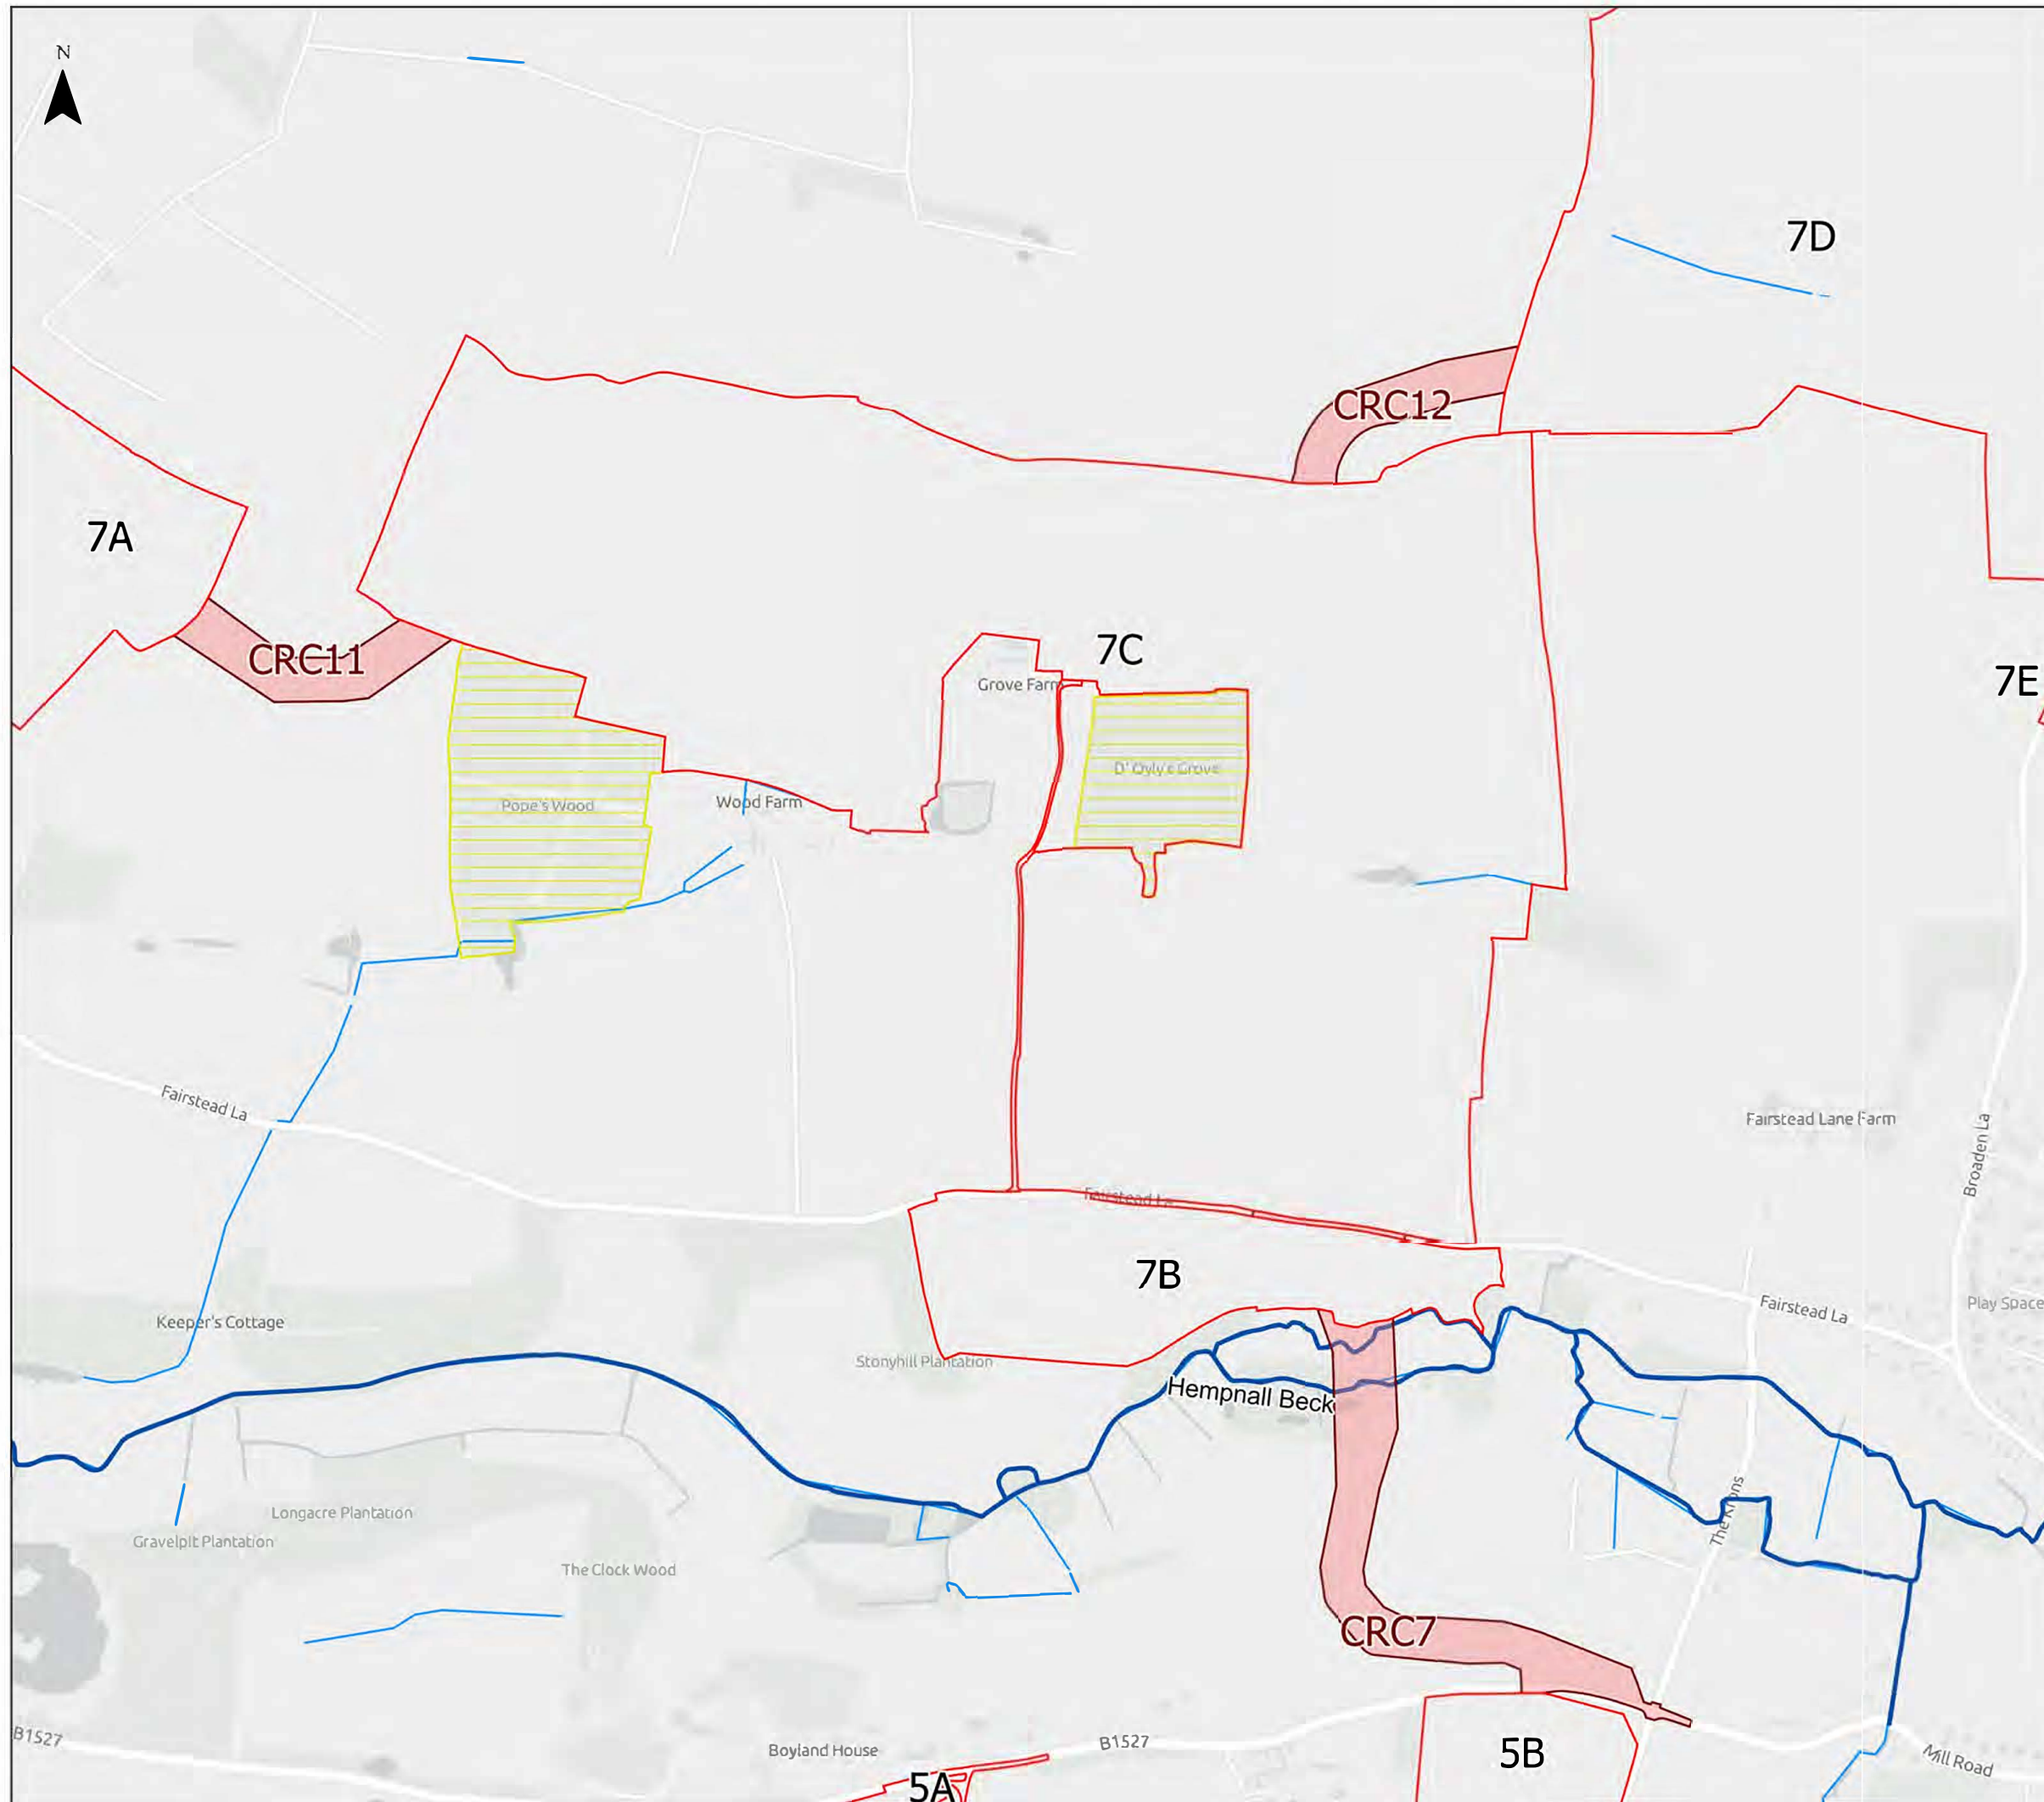 N
7D
CRC12
7A
CRC11
7C
7E
Grove Farm
D'Oyly's Grove
Pope's Wood
Wood Farm
Fairstead La
Fairstead Lane Farm
Broaden La
Fairstead La
7B
Keeper's Cottage
Fairstead La
Play Space
Stonyhill Plantation
Hempnall Beck
Longacre Plantation
Gravelpit Plantation
The Krons
The Clock Wood
CRC7
B1527
Boyland House
B1527
5B
Mill Road
5A